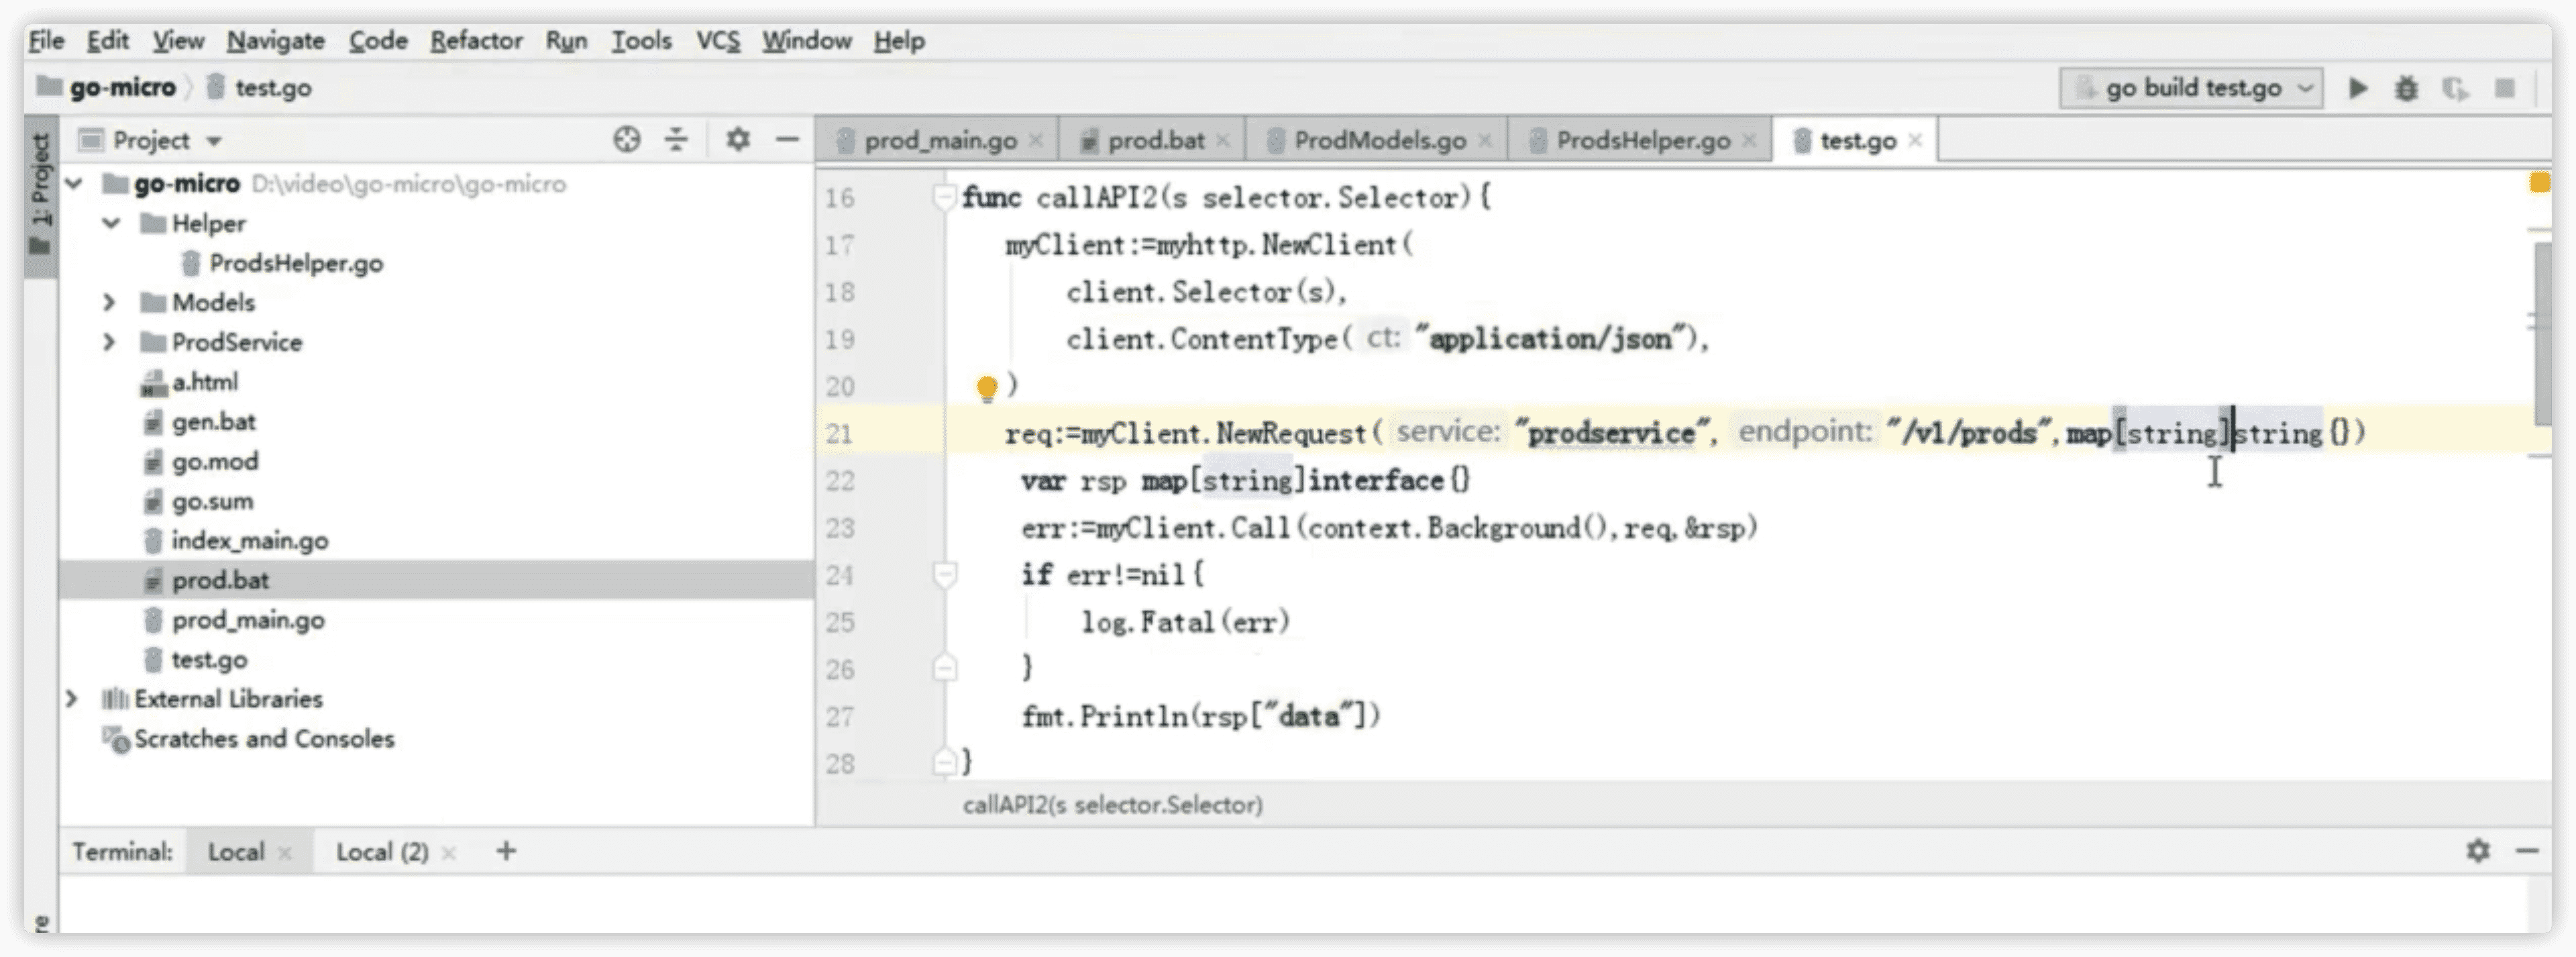 File Edit View Navigate Code Refactor Run Tools VCS Window Help
go-micro test.go
go build test.go
1: Project
Project
prod_main.go prod.bat ProdModels.go ProdsHelper.go test.go
go-micro D:\video\go-micro\go-micro
Helper
ProdsHelper.go
Models
ProdService
a.html
gen.bat
go.mod
go.sum
index_main.go
prod.bat
prod_main.go
test.go
External Libraries
Scratches and Consoles
16 func callAPI2(s selector.Selector){
17 myClient:=myhttp.NewClient(
18 client.Selector(s),
19 client.ContentType( ct: "application/json"),
20 )
21 req:=myClient.NewRequest( service: "prodservice", endpoint: "/v1/prods",map[string]string{})
22 var rsp map[string]interface{}
23 err:=myClient.Call(context.Background(),req,&rsp)
24 if err!=nil{
25 log.Fatal(err)
26 }
27 fmt.Println(rsp["data"])
28 }
callAPI2(s selector.Selector)
Terminal: Local Local (2) +
re